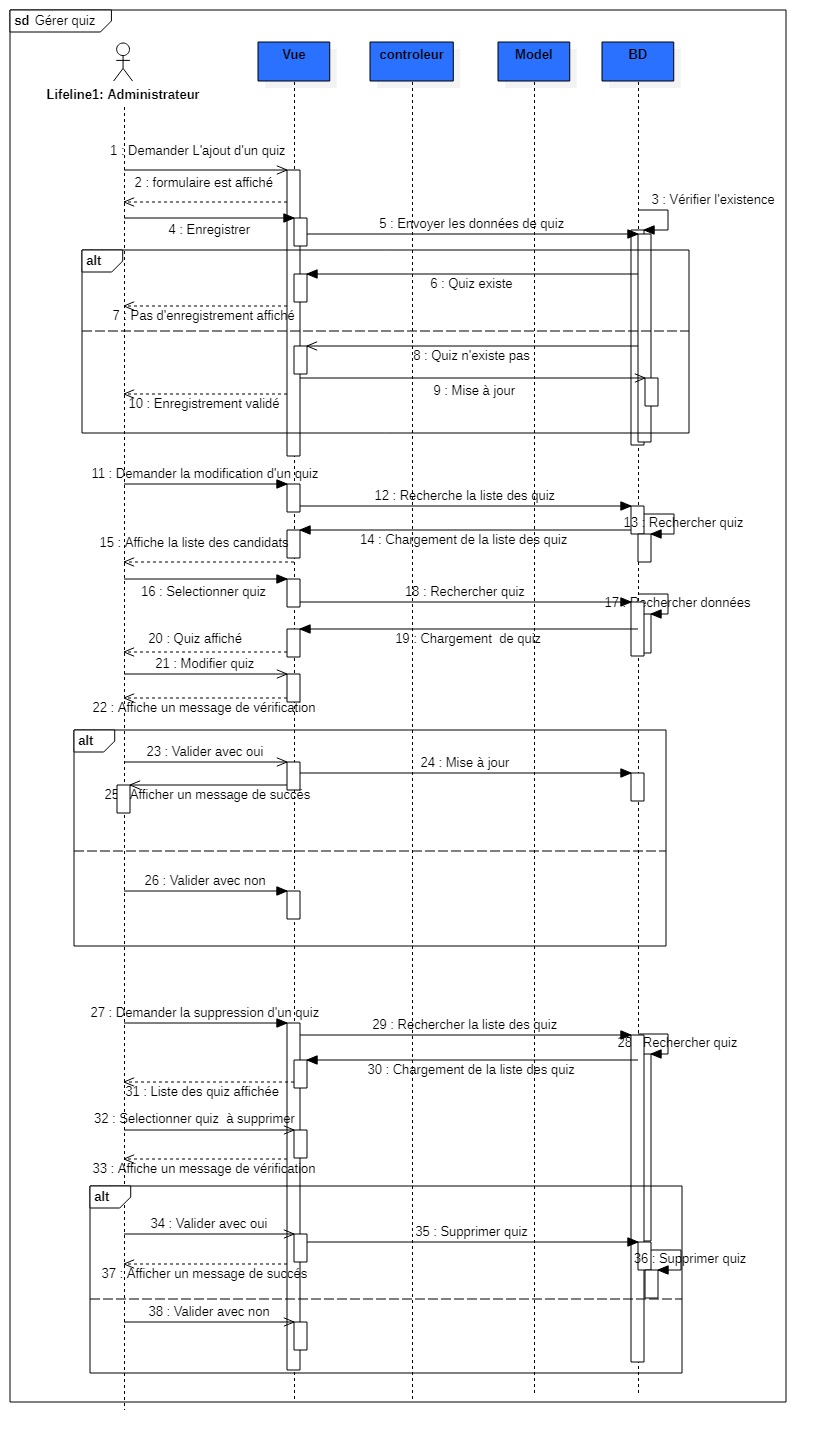 sd Gérer quiz
Vue
controleur
Model
BD
Lifeline1: Administrateur
1 : Demander L'ajout d'un quiz
2 : formulaire est affiché
3 : Vérifier l'existence
4 : Enregistrer
5 : Envoyer les données de quiz
alt
6 : Quiz existe
7 : Pas d'enregistrement affiché
8 : Quiz n'existe pas
9 : Mise à jour
10 : Enregistrement validé
11 : Demander la modification d'un quiz
12 : Recherche la liste des quiz
13 : Rechercher quiz
14 : Chargement de la liste des quiz
15 : Affiche la liste des candidats
16 : Selectionner quiz
18 : Rechercher quiz
17 : Rechercher données
20 : Quiz affiché
19 : Chargement  de quiz
21 : Modifier quiz
22 : Affiche un message de vérification
alt
23 : Valider avec oui
24 : Mise à jour
25 : Afficher un message de succés
26 : Valider avec non
27 : Demander la suppression d'un quiz
29 : Rechercher la liste des quiz
28 : Rechercher quiz
30 : Chargement de la liste des quiz
31 : Liste des quiz affichée
32 : Selectionner quiz  à supprimer
33 : Affiche un message de vérification
alt
34 : Valider avec oui
35 : Supprimer quiz
36 : Supprimer quiz
37 : Afficher un message de succés
38 : Valider avec non